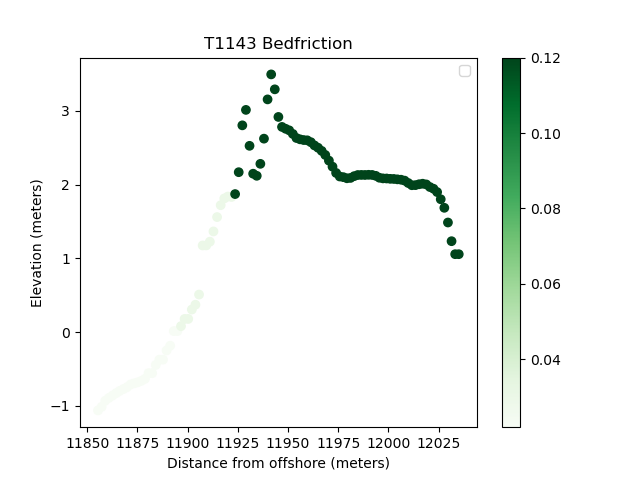 T1143 Bedfriction
Elevation (meters)
3
2
1
0
−1
11850 11875 11900 11925 11950 11975 12000 12025
Distance from offshore (meters)
0.12
0.10
0.08
0.06
0.04